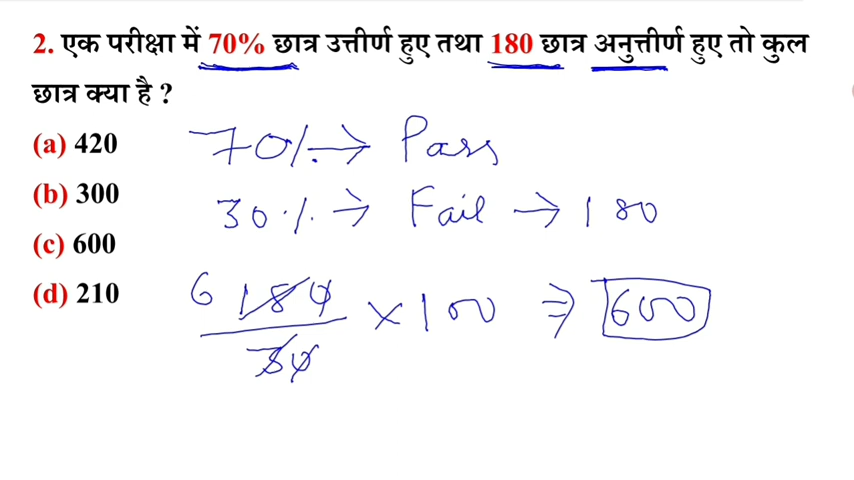 2. एक परीक्षा में 70% छात्र उत्तीर्ण हुए तथा 180 छात्र अनुत्तीर्ण हुए तो कुल
छात्र क्या है ?
(a) 420
(b) 300
(c) 600
(d) 210
70% → Pass
30% → Fail → 180
6 180/30 × 100 ⇒ 600